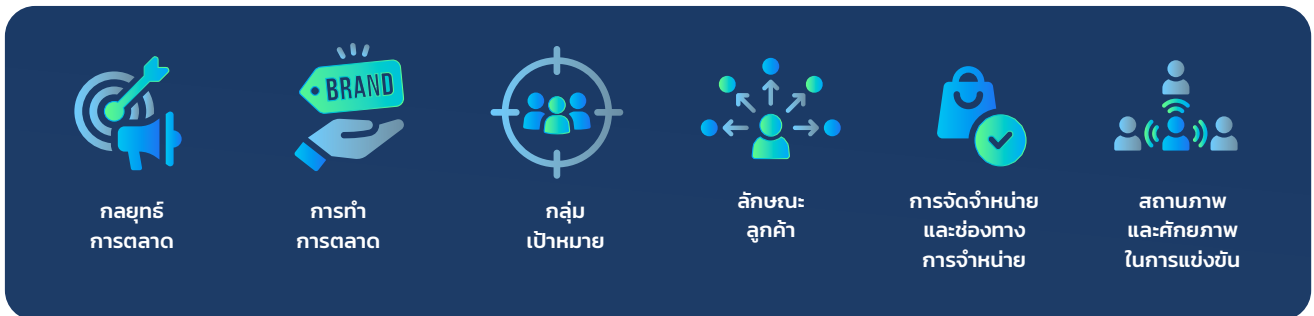 BRAND
กลยุทธ์
การตลาด
การทำ
การตลาด
กลุ่ม
เป้าหมาย
ลักษณะ
ลูกค้า
การจัดจำหน่าย
และช่องทาง
การจำหน่าย
สถานภาพ
และศักยภาพ
ในการแข่งขัน